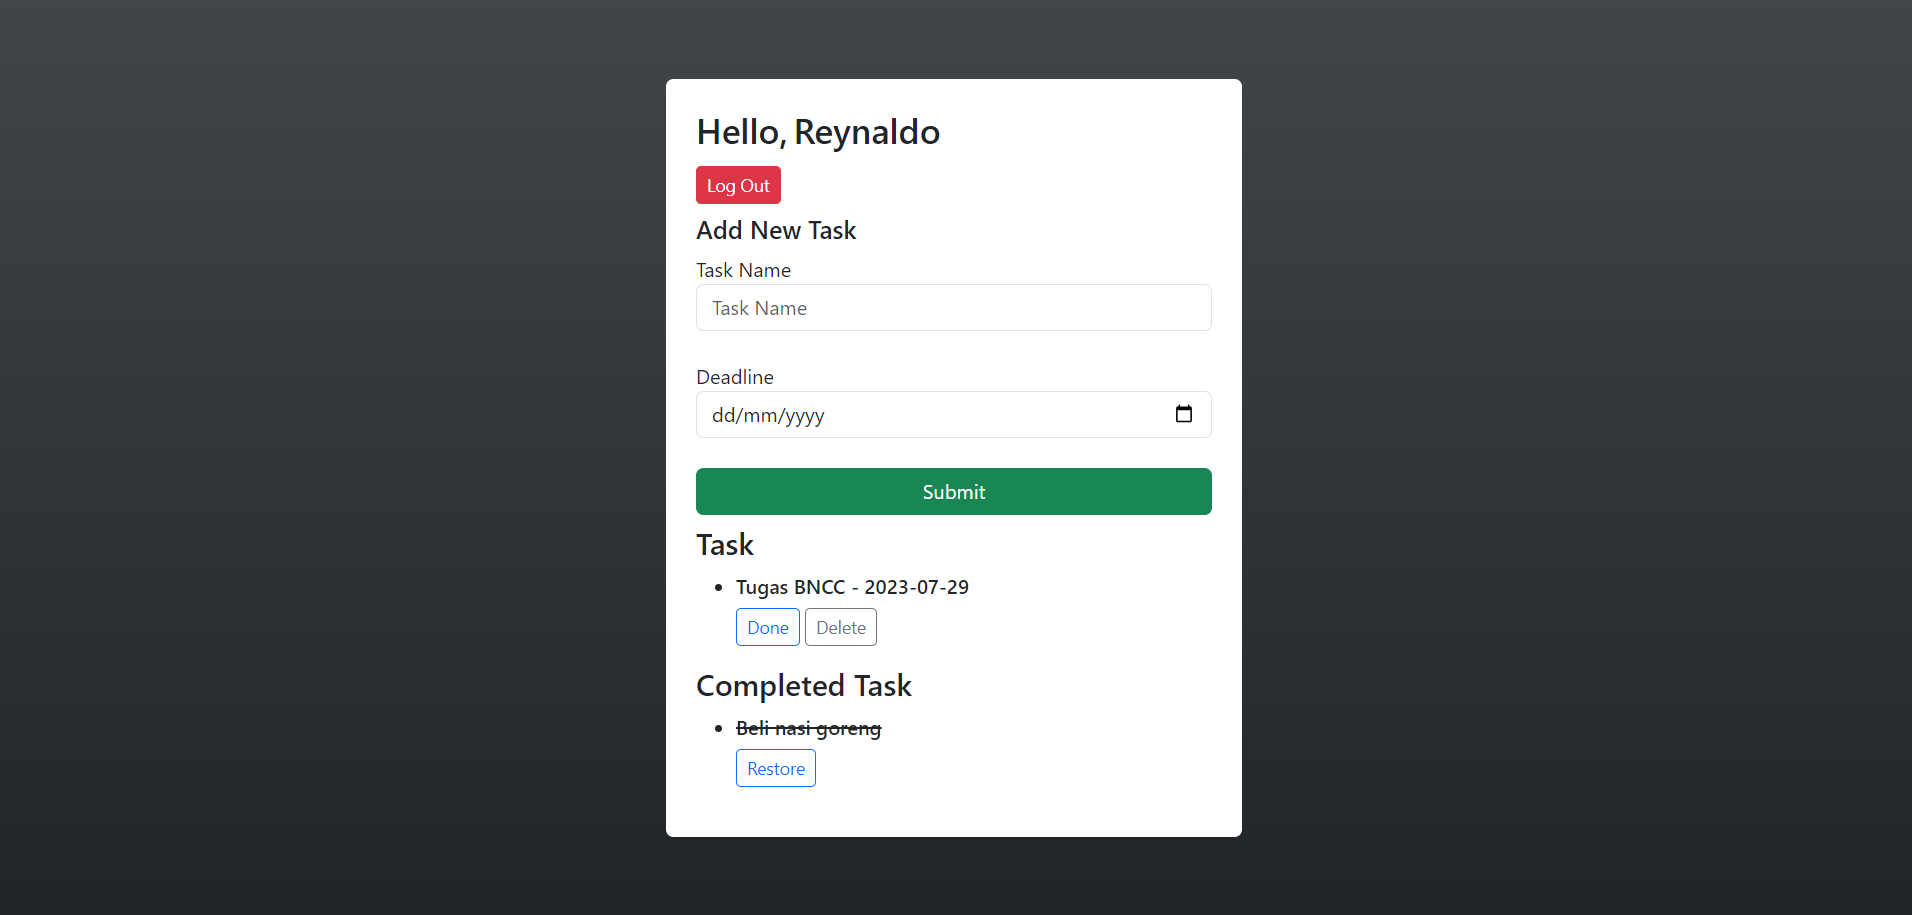 Hello, Reynaldo
Log Out
Add New Task
Task Name
Task Name
Deadline
dd/mm/yyyy
Submit
Task
Tugas BNCC - 2023-07-29
Done Delete
Completed Task
Beli nasi goreng
Restore